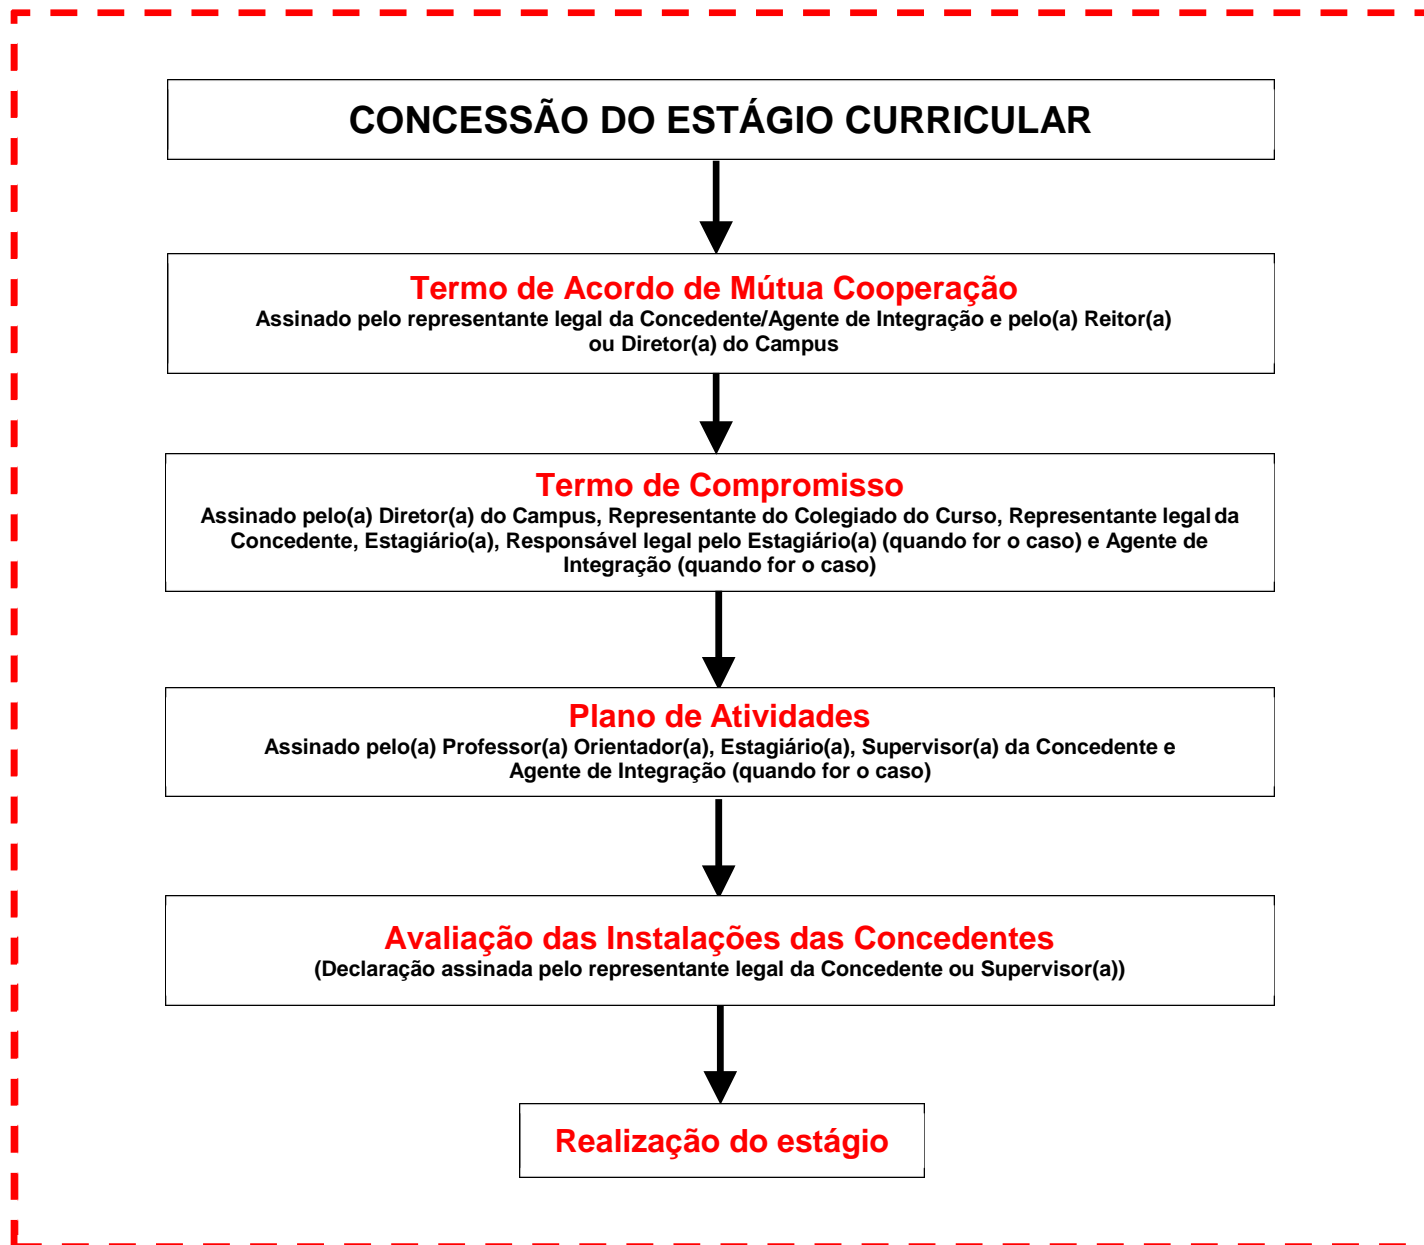 CONCESSÃO DO ESTÁGIO CURRICULAR
Termo de Acordo de Mútua Cooperação
Assinado pelo representante legal da Concedente/Agente de Integração e pelo(a) Reitor(a)
ou Diretor(a) do Campus
Termo de Compromisso
Assinado pelo(a) Diretor(a) do Campus, Representante do Colegiado do Curso, Representante legal da
Concedente, Estagiário(a), Responsável legal pelo Estagiário(a) (quando for o caso) e Agente de
Integração (quando for o caso)
Plano de Atividades
Assinado pelo(a) Professor(a) Orientador(a), Estagiário(a), Supervisor(a) da Concedente e
Agente de Integração (quando for o caso)
Avaliação das Instalações das Concedentes
(Declaração assinada pelo representante legal da Concedente ou Supervisor(a))
Realização do estágio